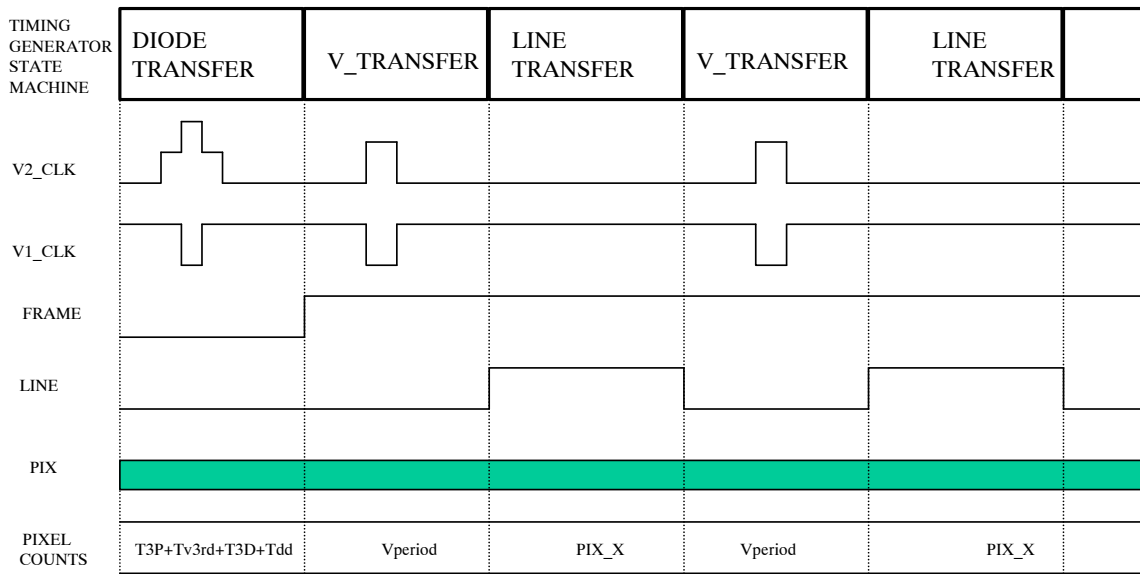 TIMING
GENERATOR
STATE
MACHINE
DIODE
TRANSFER
V_TRANSFER
LINE
TRANSFER
V_TRANSFER
LINE
TRANSFER
V2_CLK
V1_CLK
FRAME
LINE
PIX
PIXEL
COUNTS
T3P+Tv3rd+T3D+Tdd
Vperiod
PIX_X
Vperiod
PIX_X